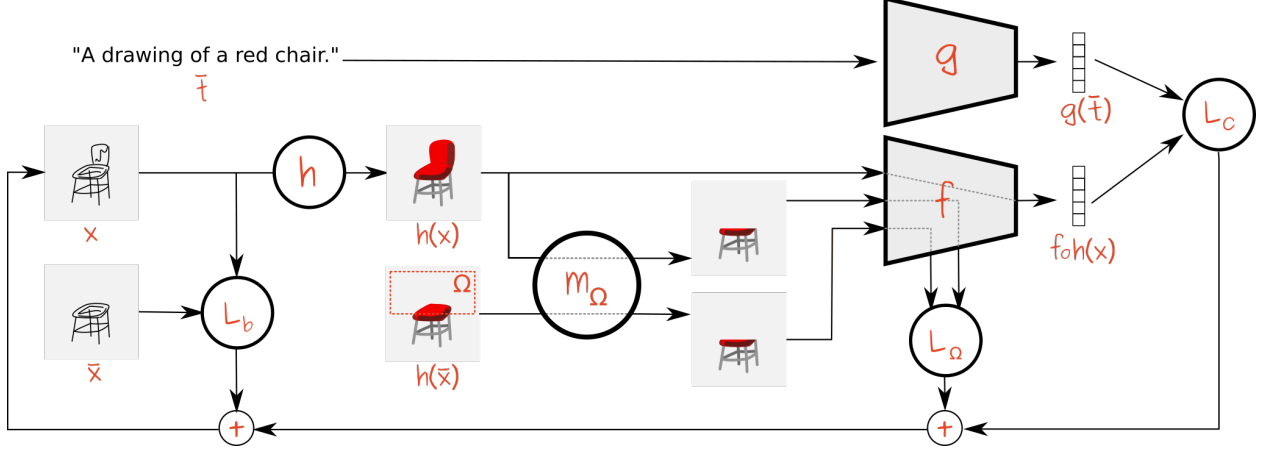 "A drawing of a red chair."
t̄
g
g(t̄)
L_C
x
h
h(x)
f
f∘h(x)
x̄
L_b
Ω
h(x̄)
m_Ω
L_Ω
+
+